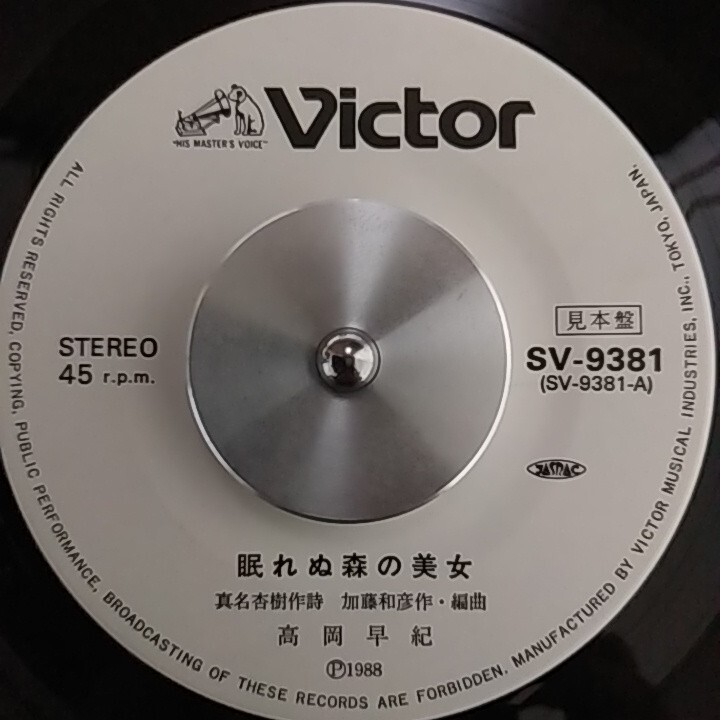 "HIS MASTER'S VOICE"
Victor
STEREO
45 r.p.m.
見本盤
SV-9381
(SV-9381-A)
JASRAC
眠れぬ森の美女
真名杏樹作詩 加藤和彦作・編曲
高岡早紀
Ⓟ1988
ALL RIGHTS RESERVED, COPYING, PUBLIC PERFORMANCE, BROADCASTING OF THESE RECORDS ARE FORBIDDEN. MANUFACTURED BY VICTOR MUSICAL INDUSTRIES, INC., TOKYO, JAPAN.